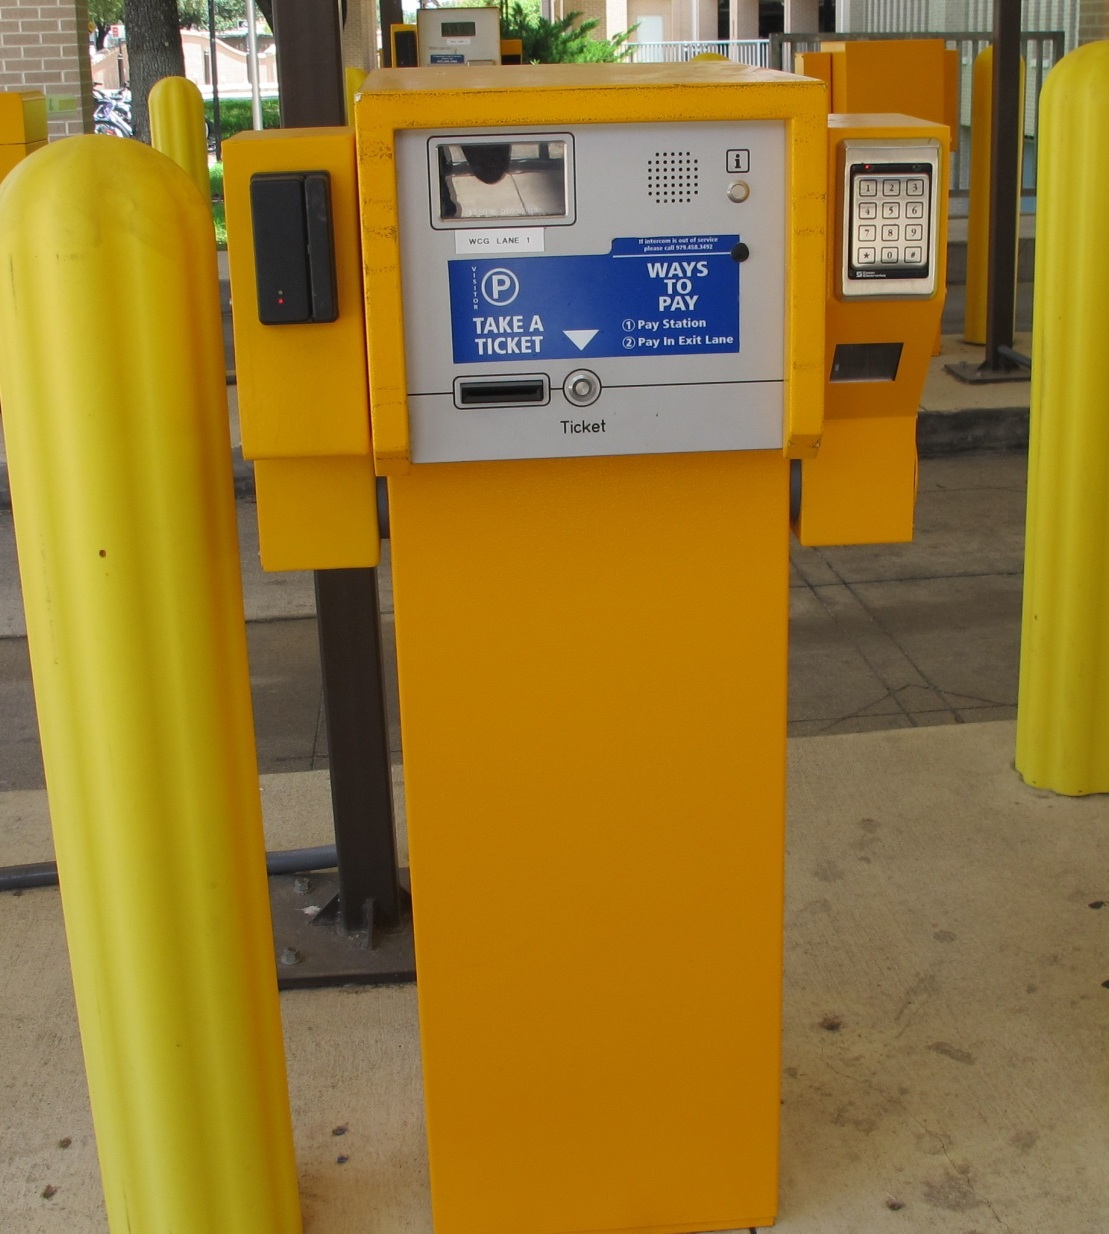 i
WCG LANE 1
If intercom is out of service
please call 979.458.3492
VISITOR
P
TAKE A
TICKET
WAYS
TO
PAY
1 Pay Station
2 Pay In Exit Lane
Ticket
1 2 3
4 5 6
7 8 9
* 0 #